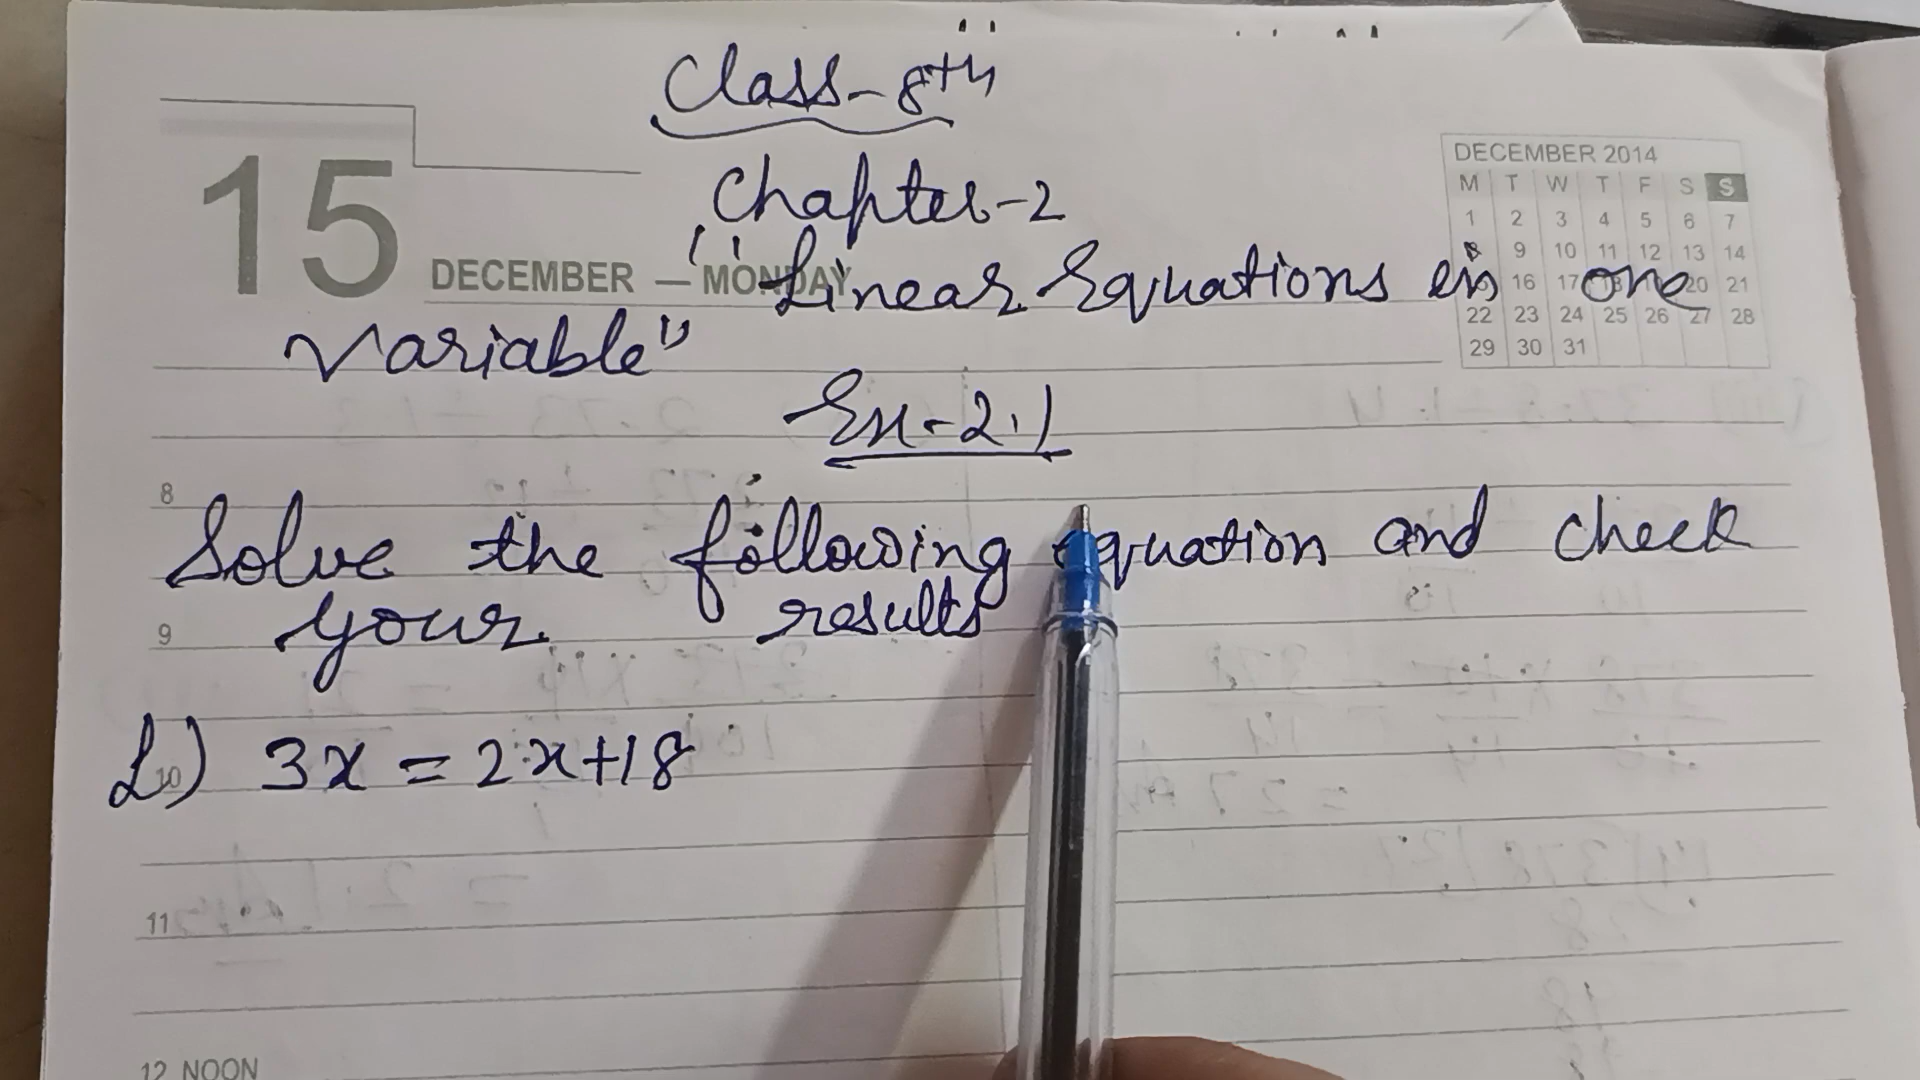 Class-8th
Chapter-2
15 DECEMBER — MONDAY
"Linear Equations in one
Variable"
DECEMBER 2014
M T W T F S S
1 2 3 4 5 6 7
8 9 10 11 12 13 14
16 17 20 21
22 23 24 25 26 27 28
29 30 31
Ex-2.1
8
Solve the following equation and check
9
your results
10
1) 3x = 2x+18
11
12 NOON